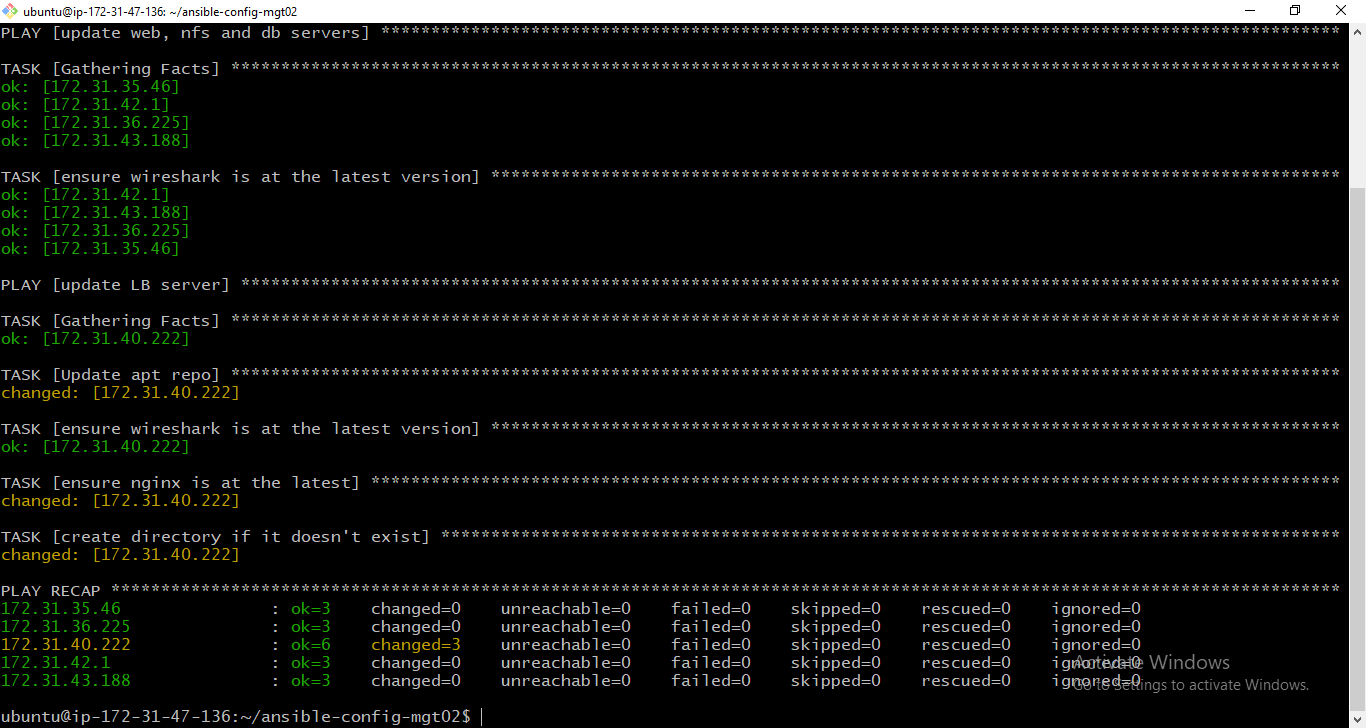 ubuntu@ip-172-31-47-136: ~/ansible-config-mgt02
PLAY [update web, nfs and db servers] ************************************************************************************************
TASK [Gathering Facts] ***************************************************************************************************************
ok: [172.31.35.46]
ok: [172.31.42.1]
ok: [172.31.36.225]
ok: [172.31.43.188]
TASK [ensure wireshark is at the latest version] *************************************************************************************
ok: [172.31.42.1]
ok: [172.31.43.188]
ok: [172.31.36.225]
ok: [172.31.35.46]
PLAY [update LB server] **************************************************************************************************************
TASK [Gathering Facts] ***************************************************************************************************************
ok: [172.31.40.222]
TASK [Update apt repo] ***************************************************************************************************************
changed: [172.31.40.222]
TASK [ensure wireshark is at the latest version] *************************************************************************************
ok: [172.31.40.222]
TASK [ensure nginx is at the latest] *************************************************************************************************
changed: [172.31.40.222]
TASK [create directory if it doesn't exist] ******************************************************************************************
changed: [172.31.40.222]
PLAY RECAP ***************************************************************************************************************************
172.31.35.46 : ok=3 changed=0 unreachable=0 failed=0 skipped=0 rescued=0 ignored=0
172.31.36.225 : ok=3 changed=0 unreachable=0 failed=0 skipped=0 rescued=0 ignored=0
172.31.40.222 : ok=6 changed=3 unreachable=0 failed=0 skipped=0 rescued=0 ignored=0
172.31.42.1 : ok=3 changed=0 unreachable=0 failed=0 skipped=0 rescued=0 ignored=0
172.31.43.188 : ok=3 changed=0 unreachable=0 failed=0 skipped=0 rescued=0 ignored=0
Activate Windows
Go to Settings to activate Windows.
ubuntu@ip-172-31-47-136:~/ansible-config-mgt02$